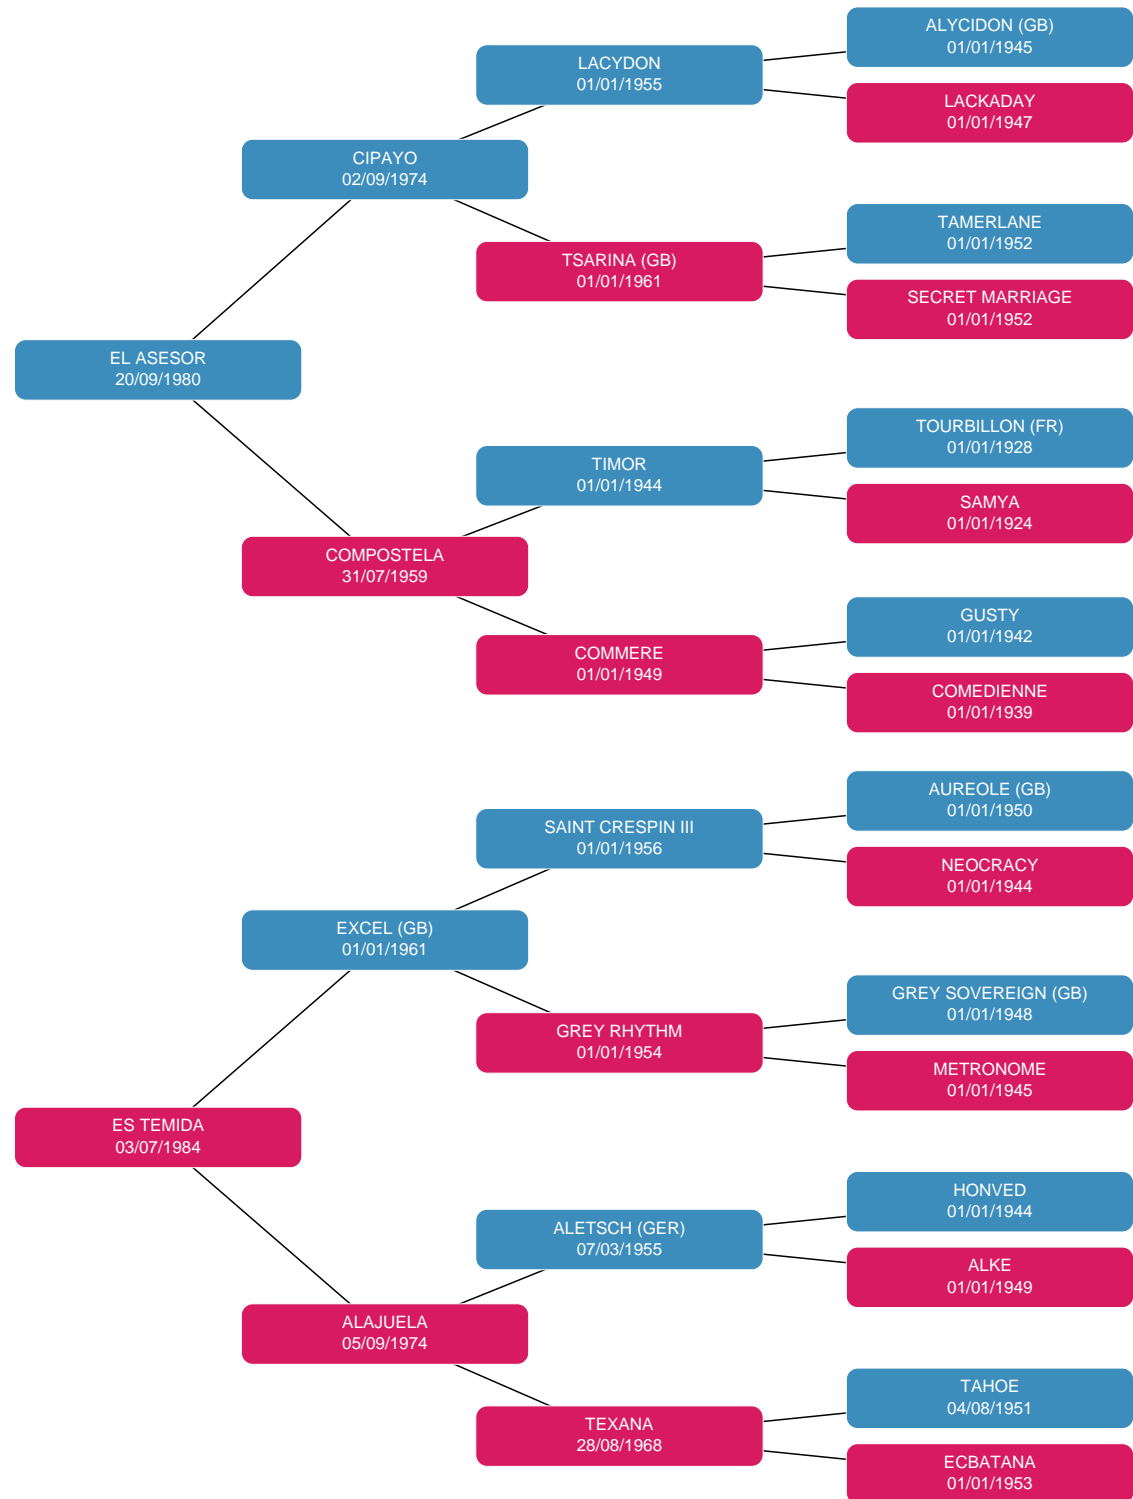 ALYCIDON (GB)
01/01/1945
LACYDON
01/01/1955
LACKADAY
01/01/1947
CIPAYO
02/09/1974
TAMERLANE
01/01/1952
TSARINA (GB)
01/01/1961
SECRET MARRIAGE
01/01/1952
EL ASESOR
20/09/1980
TOURBILLON (FR)
01/01/1928
TIMOR
01/01/1944
SAMYA
01/01/1924
COMPOSTELA
31/07/1959
GUSTY
01/01/1942
COMMERE
01/01/1949
COMEDIENNE
01/01/1939
AUREOLE (GB)
01/01/1950
SAINT CRESPIN III
01/01/1956
NEOCRACY
01/01/1944
EXCEL (GB)
01/01/1961
GREY SOVEREIGN (GB)
01/01/1948
GREY RHYTHM
01/01/1954
METRONOME
01/01/1945
ES TEMIDA
03/07/1984
HONVED
01/01/1944
ALETSCH (GER)
07/03/1955
ALKE
01/01/1949
ALAJUELA
05/09/1974
TAHOE
04/08/1951
TEXANA
28/08/1968
ECBATANA
01/01/1953